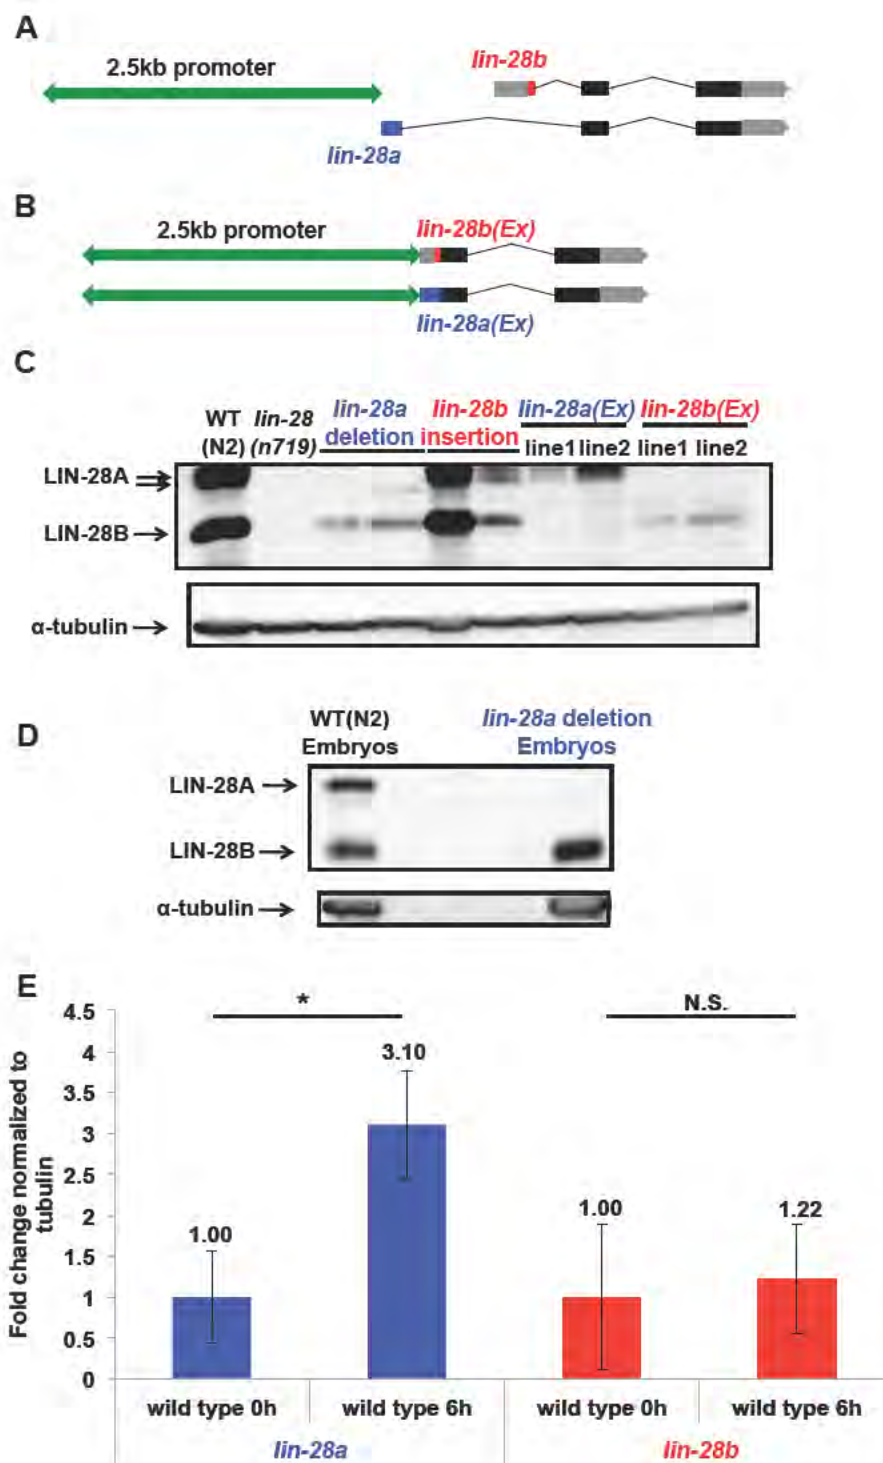 A
2.5kb promoter
lin-28b
lin-28a
B
2.5kb promoter
lin-28b(Ex)
lin-28a(Ex)
C
WT (N2)
lin-28 (n719)
lin-28a deletion
lin-28b insertion
lin-28a(Ex)
lin-28b(Ex)
line1 line2 line1 line2
LIN-28A
LIN-28B
α-tubulin
D
WT(N2) Embryos
lin-28a deletion Embryos
LIN-28A
LIN-28B
α-tubulin
E
Fold change normalized to tubulin
4.5
4
3.5
3
2.5
2
1.5
1
0.5
0
*
N.S.
1.00
3.10
1.00
1.22
wild type 0h
wild type 6h
wild type 0h
wild type 6h
lin-28a
lin-28b